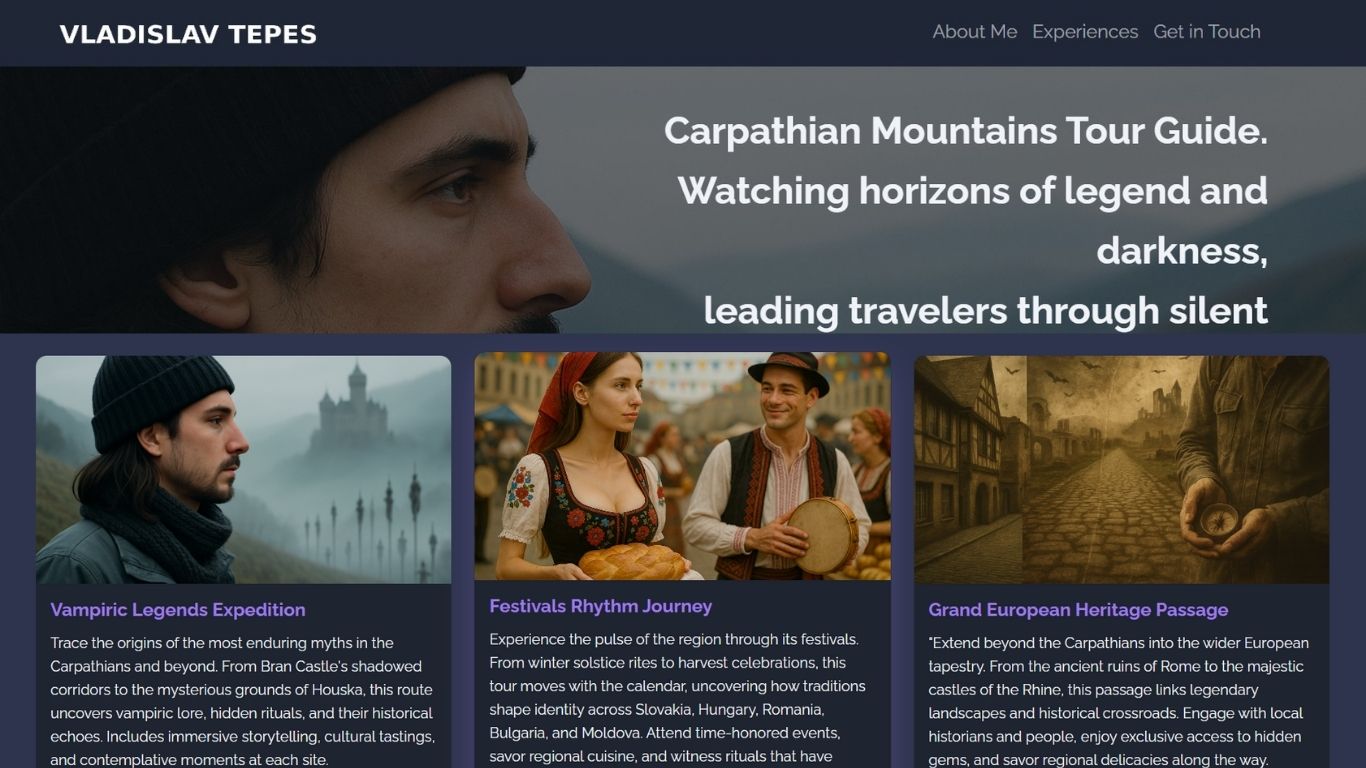 VLADISLAV TEPES
About Me Experiences Get in Touch
Carpathian Mountains Tour Guide.
Watching horizons of legend and
darkness,
leading travelers through silent
Vampiric Legends Expedition
Trace the origins of the most enduring myths in the
Carpathians and beyond. From Bran Castle's shadowed
corridors to the mysterious grounds of Houska, this route
uncovers vampiric lore, hidden rituals, and their historical
echoes. Includes immersive storytelling, cultural tastings,
and contemplative moments at each site.
Festivals Rhythm Journey
Experience the pulse of the region through its festivals.
From winter solstice rites to harvest celebrations, this
tour moves with the calendar, uncovering how traditions
shape identity across Slovakia, Hungary, Romania,
Bulgaria, and Moldova. Attend time-honored events,
savor regional cuisine, and witness rituals that have
Grand European Heritage Passage
"Extend beyond the Carpathians into the wider European
tapestry. From the ancient ruins of Rome to the majestic
castles of the Rhine, this passage links legendary
landscapes and historical crossroads. Engage with local
historians and people, enjoy exclusive access to hidden
gems, and savor regional delicacies along the way.